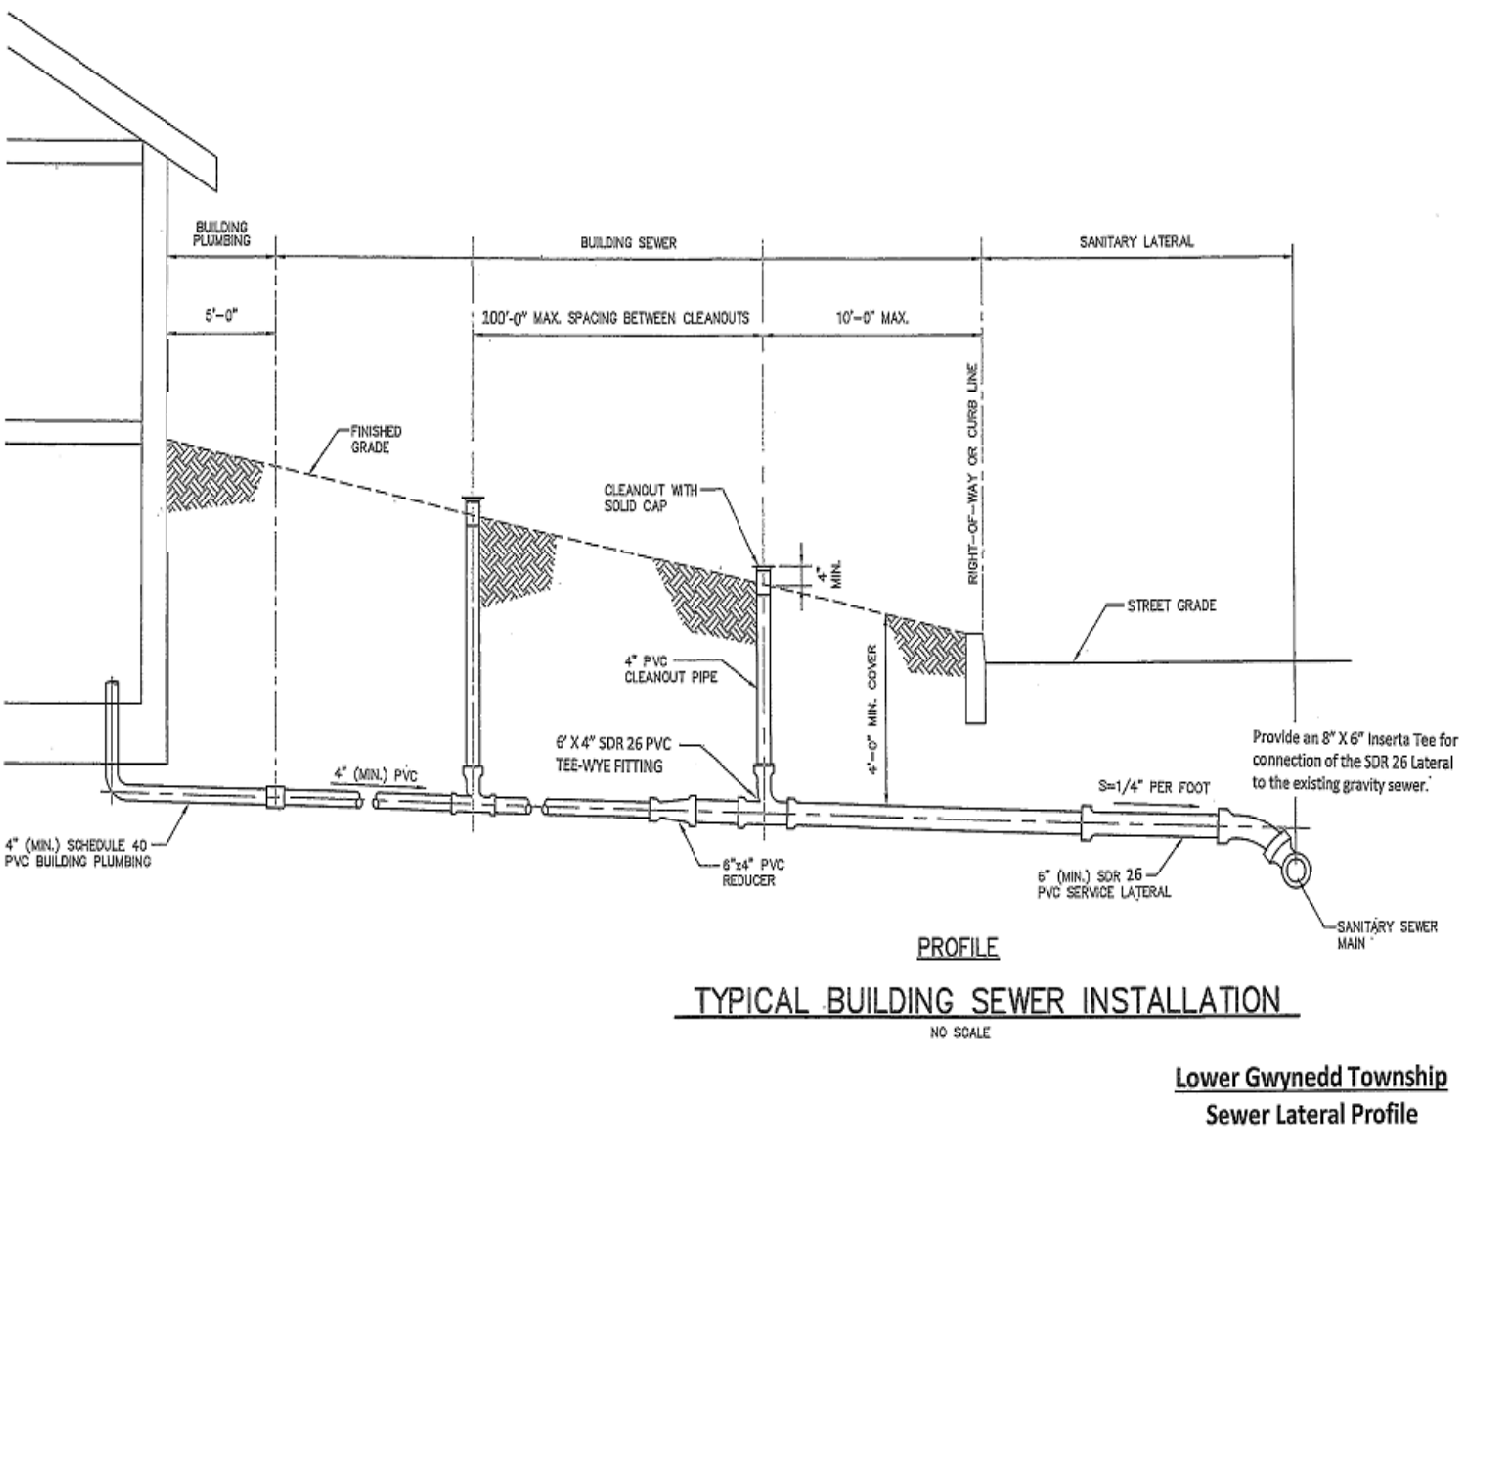 BUILDING
PLUMBING
BUILDING SEWER
SANITARY LATERAL
5'-0"
100'-0" MAX. SPACING BETWEEN CLEANOUTS
10'-0" MAX.
RIGHT-OF-WAY OR CURB LINE
FINISHED
GRADE
CLEANOUT WITH
SOLID CAP
4"
MIN.
STREET GRADE
4" PVC
CLEANOUT PIPE
4'-0" MIN. COVER
6' X 4" SDR 26 PVC
TEE-WYE FITTING
Provide an 8" X 6" Inserta Tee for
connection of the SDR 26 Lateral
to the existing gravity sewer.
4" (MIN.) PVC
S=1/4" PER FOOT
4" (MIN.) SCHEDULE 40
PVC BUILDING PLUMBING
6"x4" PVC
REDUCER
6" (MIN.) SDR 26
PVC SERVICE LATERAL
SANITARY SEWER
MAIN
PROFILE
TYPICAL BUILDING SEWER INSTALLATION
NO SCALE
Lower Gwynedd Township
Sewer Lateral Profile